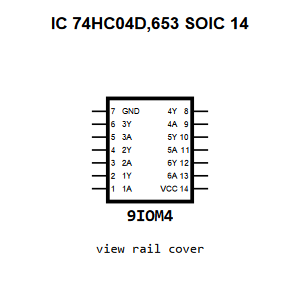 IC 74HC04D,653 SOIC 14
7 GND 4Y 8
6 3Y 4A 9
5 3A 5Y 10
4 2Y 5A 11
3 2A 6Y 12
2 1Y 6A 13
1 1A VCC 14
9IOM4
view rail cover